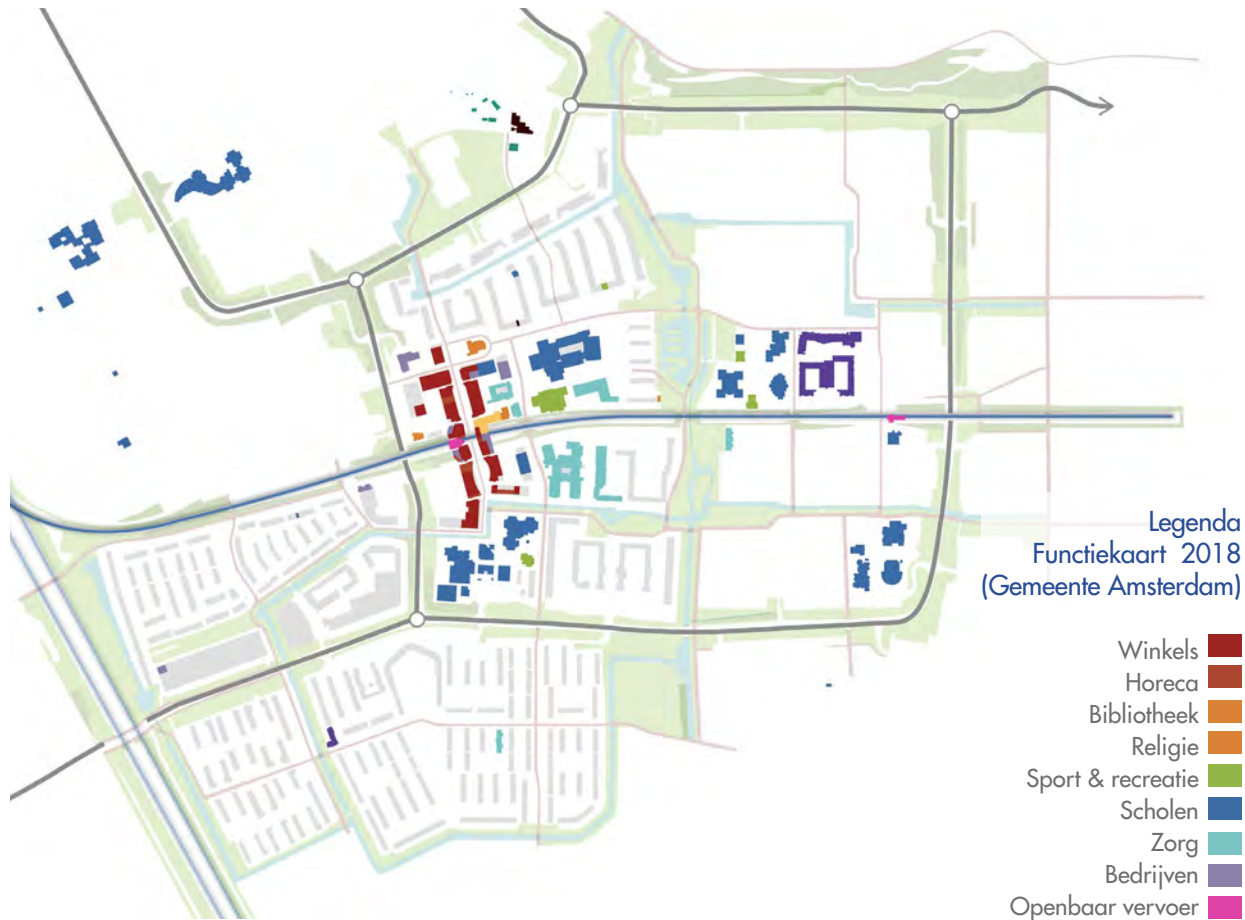 Legenda
Functiekaart 2018
(Gemeente Amsterdam)
Winkels
Horeca
Bibliotheek
Religie
Sport & recreatie
Scholen
Zorg
Bedrijven
Openbaar vervoer